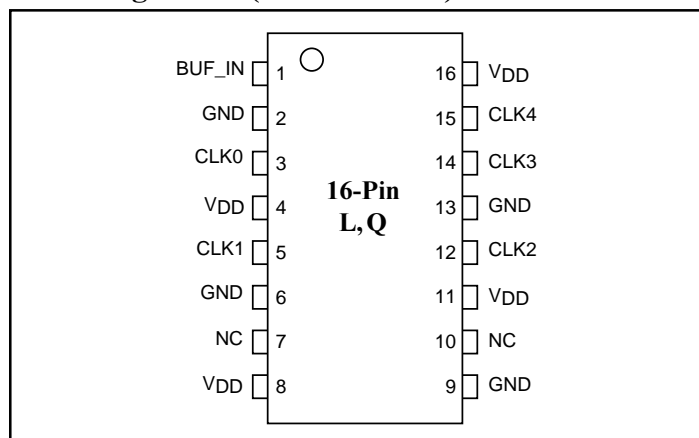 BUF_IN 1 16 VDD
GND 2 15 CLK4
CLK0 3 14 CLK3
16-Pin
VDD 4 13 GND
L, Q
CLK1 5 12 CLK2
GND 6 11 VDD
NC 7 10 NC
VDD 8 9 GND